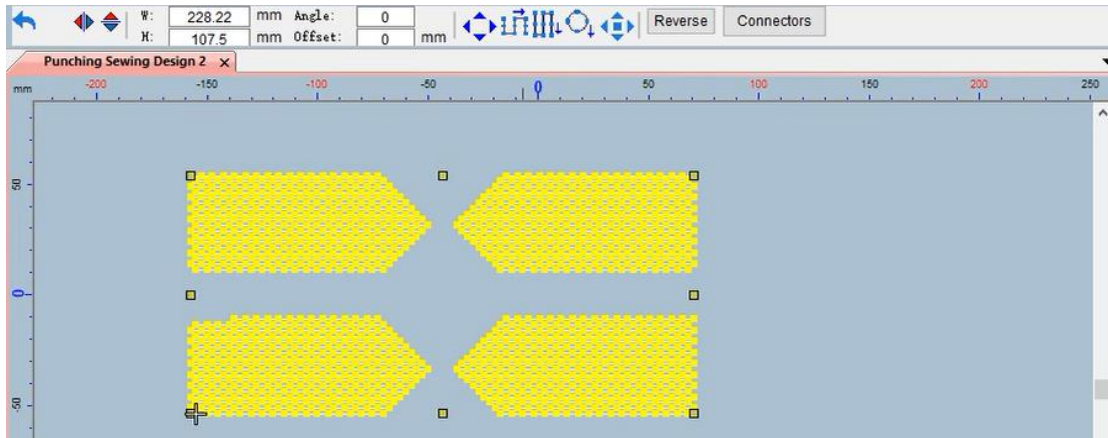 W: 228.22 mm Angle: 0
H: 107.5 mm Offset: 0 mm
Reverse Connectors
Punching Sewing Design 2 x
mm -200 -150 -100 -50 0 50 100 150 200 250
50
0
-50